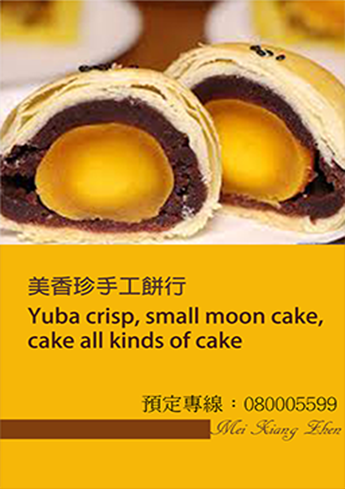 美香珍手工餅行
Yuba crisp, small moon cake,
cake all kinds of cake
預定專線：080005599
Mei Xiang Zhen